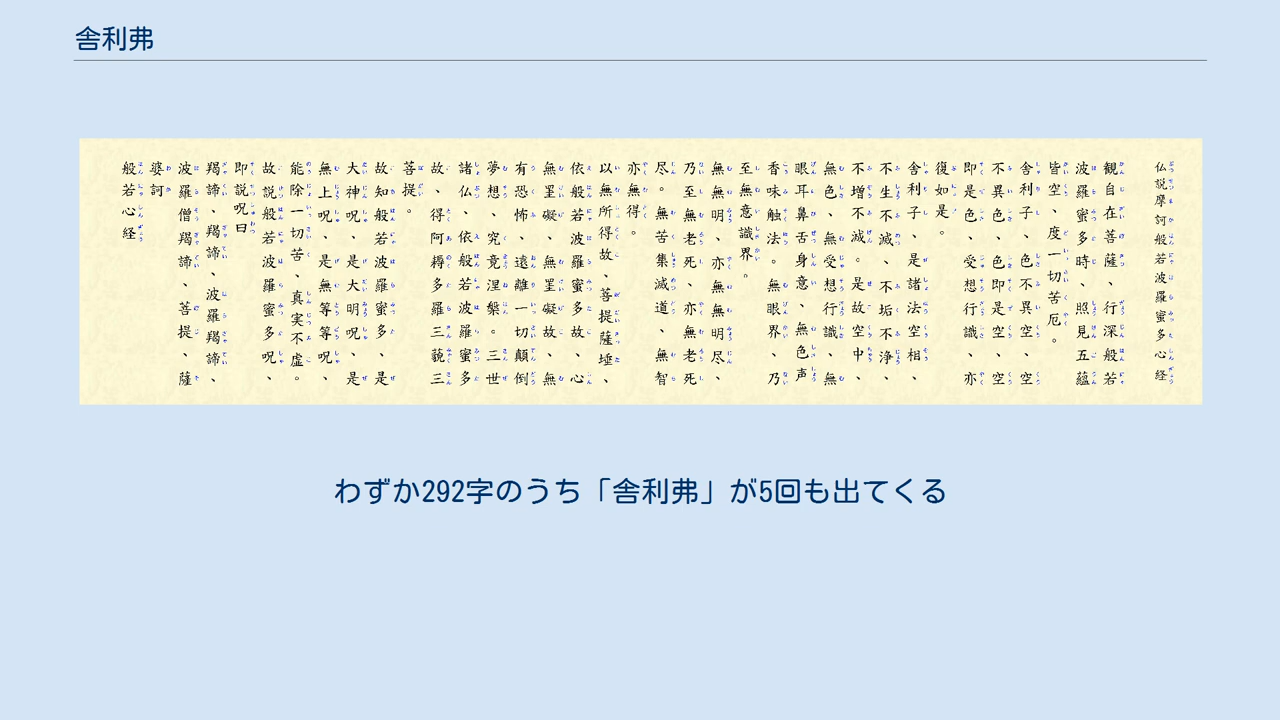 舎利弗
仏説摩訶般若波羅蜜多心経
観自在菩薩、行深般若
波羅蜜多時、照見五蘊
皆空、度一切苦厄。
舎利子、色不異空、空
不異色、色即是空、空
即是色、受想行識、亦
復如是。
舎利子、是諸法空相、
不生不滅、不垢不浄、
不増不滅。是故空中、
無色、無受想行識、無
眼耳鼻舌身意、無色声
香味触法。無眼界、乃
至無意識界。
無無明、亦無無明尽、
乃至無老死、亦無老死
尽。無苦集滅道、無智
亦無得。
以無所得故、菩提薩埵、
依般若波羅蜜多故、心
無罣礙、無罣礙故、無
有恐怖、遠離一切顛倒
夢想、究竟涅槃。三世
諸仏、依般若波羅蜜多
故、得阿耨多羅三藐三
菩提。
故知般若波羅蜜多、是
大神呪、是大明呪、是
無上呪、是無等等呪、
能除一切苦、真実不虚。
故説般若波羅蜜多呪、
即説呪曰
羯諦、羯諦、波羅羯諦、
波羅僧羯諦、菩提、薩
婆訶
般若心経
わずか292字のうち「舎利弗」が5回も出てくる